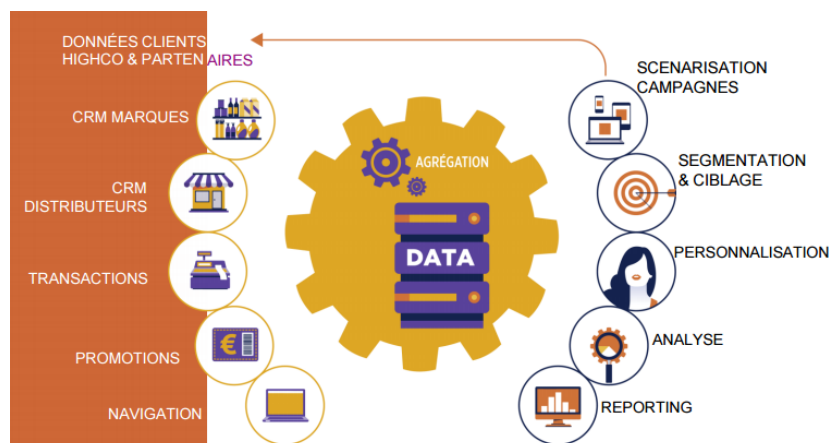 DONNÉES CLIENTS
HIGHCO & PARTENAIRES
CRM MARQUES
CRM
DISTRIBUTEURS
TRANSACTIONS
PROMOTIONS
NAVIGATION
AGRÉGATION
DATA
€
SCENARISATION
CAMPAGNES
SEGMENTATION
& CIBLAGE
PERSONNALISATION
ANALYSE
REPORTING